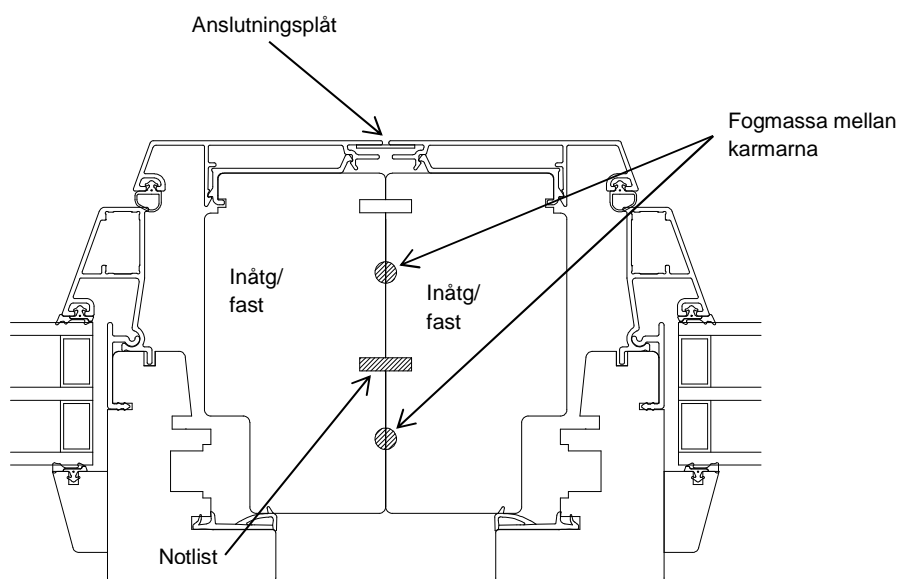 Anslutningsplåt
Fogmassa mellan
karmarna
Inåtg/
fast
Inåtg/
fast
Notlist